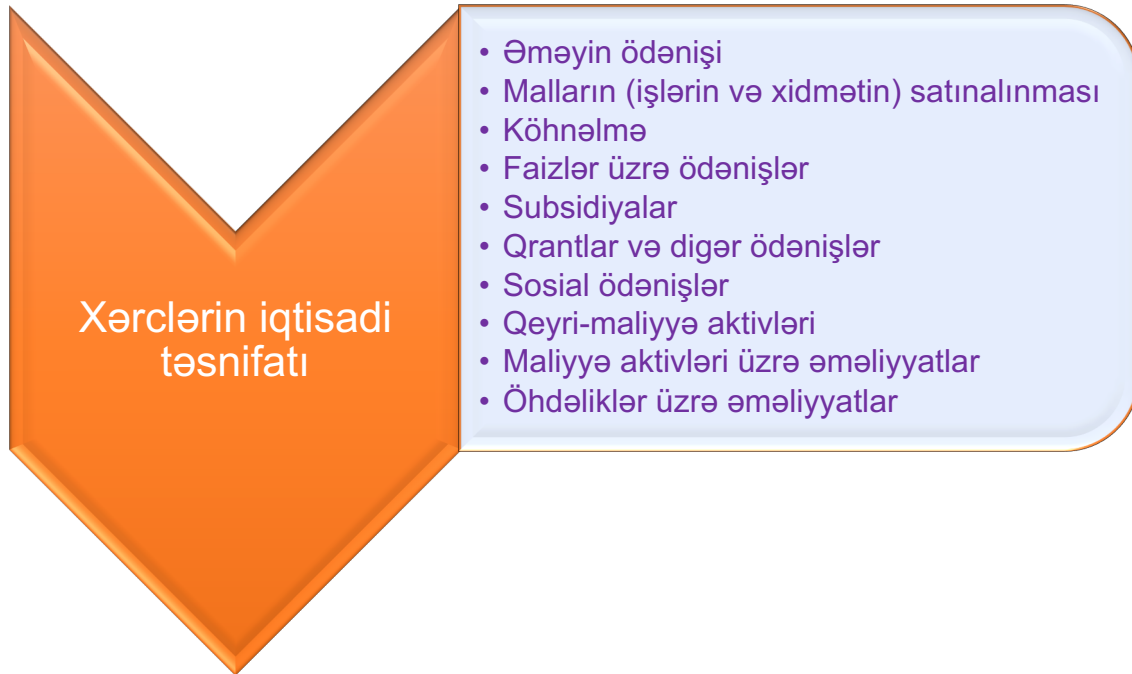 Xərclərin iqtisadi
təsnifatı
• Əməyin ödənişi
• Malların (işlərin və xidmətin) satınalınması
• Köhnəlmə
• Faizlər üzrə ödənişlər
• Subsidiyalar
• Qrantlar və digər ödənişlər
• Sosial ödənişlər
• Qeyri-maliyyə aktivləri
• Maliyyə aktivləri üzrə əməliyyatlar
• Öhdəliklər üzrə əməliyyatlar